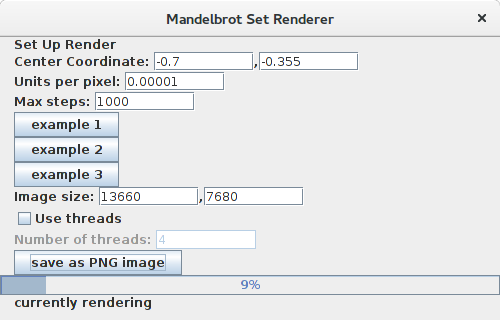 Mandelbrot Set Renderer ×
Set Up Render
Center Coordinate: -0.7 , -0.355
Units per pixel: 0.00001
Max steps: 1000
example 1
example 2
example 3
Image size: 13660 , 7680
Use threads
Number of threads: 4
save as PNG image
9%
currently rendering